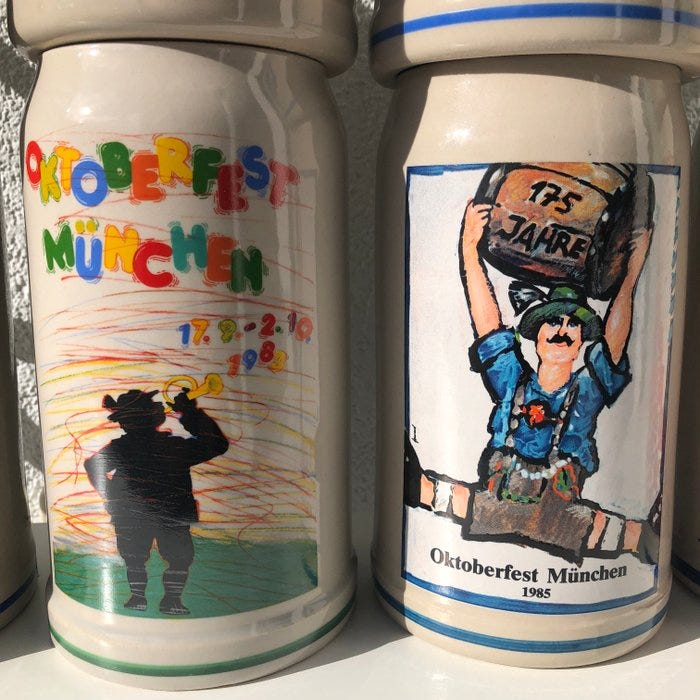 OKTOBERFEST
MÜNCHEN
17. 9. - 2. 10.
1983
175
JAHRE
Oktoberfest München
1985